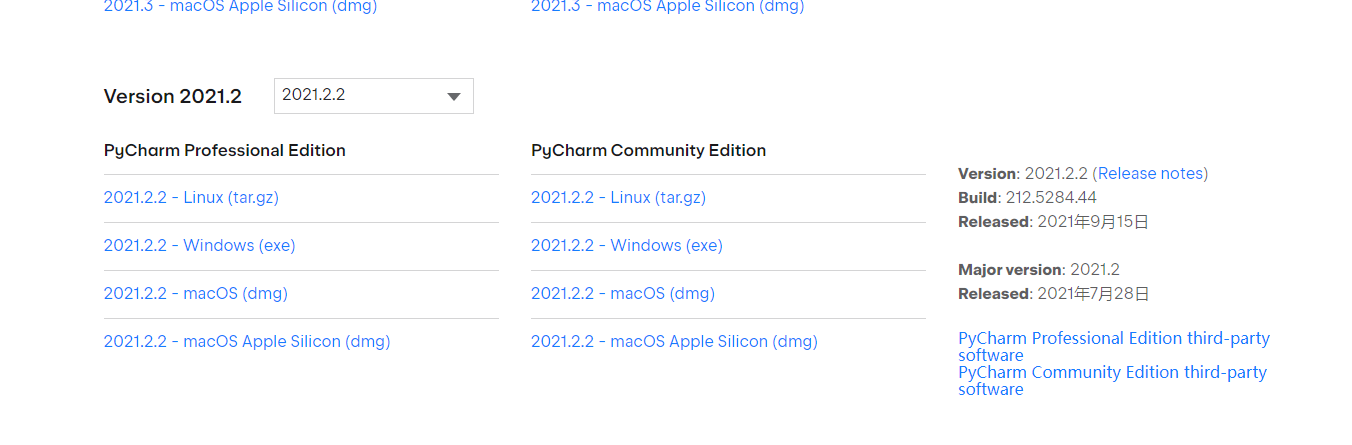 2021.3 - macOS Apple Silicon (dmg)
2021.3 - macOS Apple Silicon (dmg)
Version 2021.2
2021.2.2
PyCharm Professional Edition
2021.2.2 - Linux (tar.gz)
2021.2.2 - Windows (exe)
2021.2.2 - macOS (dmg)
2021.2.2 - macOS Apple Silicon (dmg)
PyCharm Community Edition
2021.2.2 - Linux (tar.gz)
2021.2.2 - Windows (exe)
2021.2.2 - macOS (dmg)
2021.2.2 - macOS Apple Silicon (dmg)
Version: 2021.2.2 (Release notes)
Build: 212.5284.44
Released: 2021年9月15日
Major version: 2021.2
Released: 2021年7月28日
PyCharm Professional Edition third-party
software
PyCharm Community Edition third-party
software